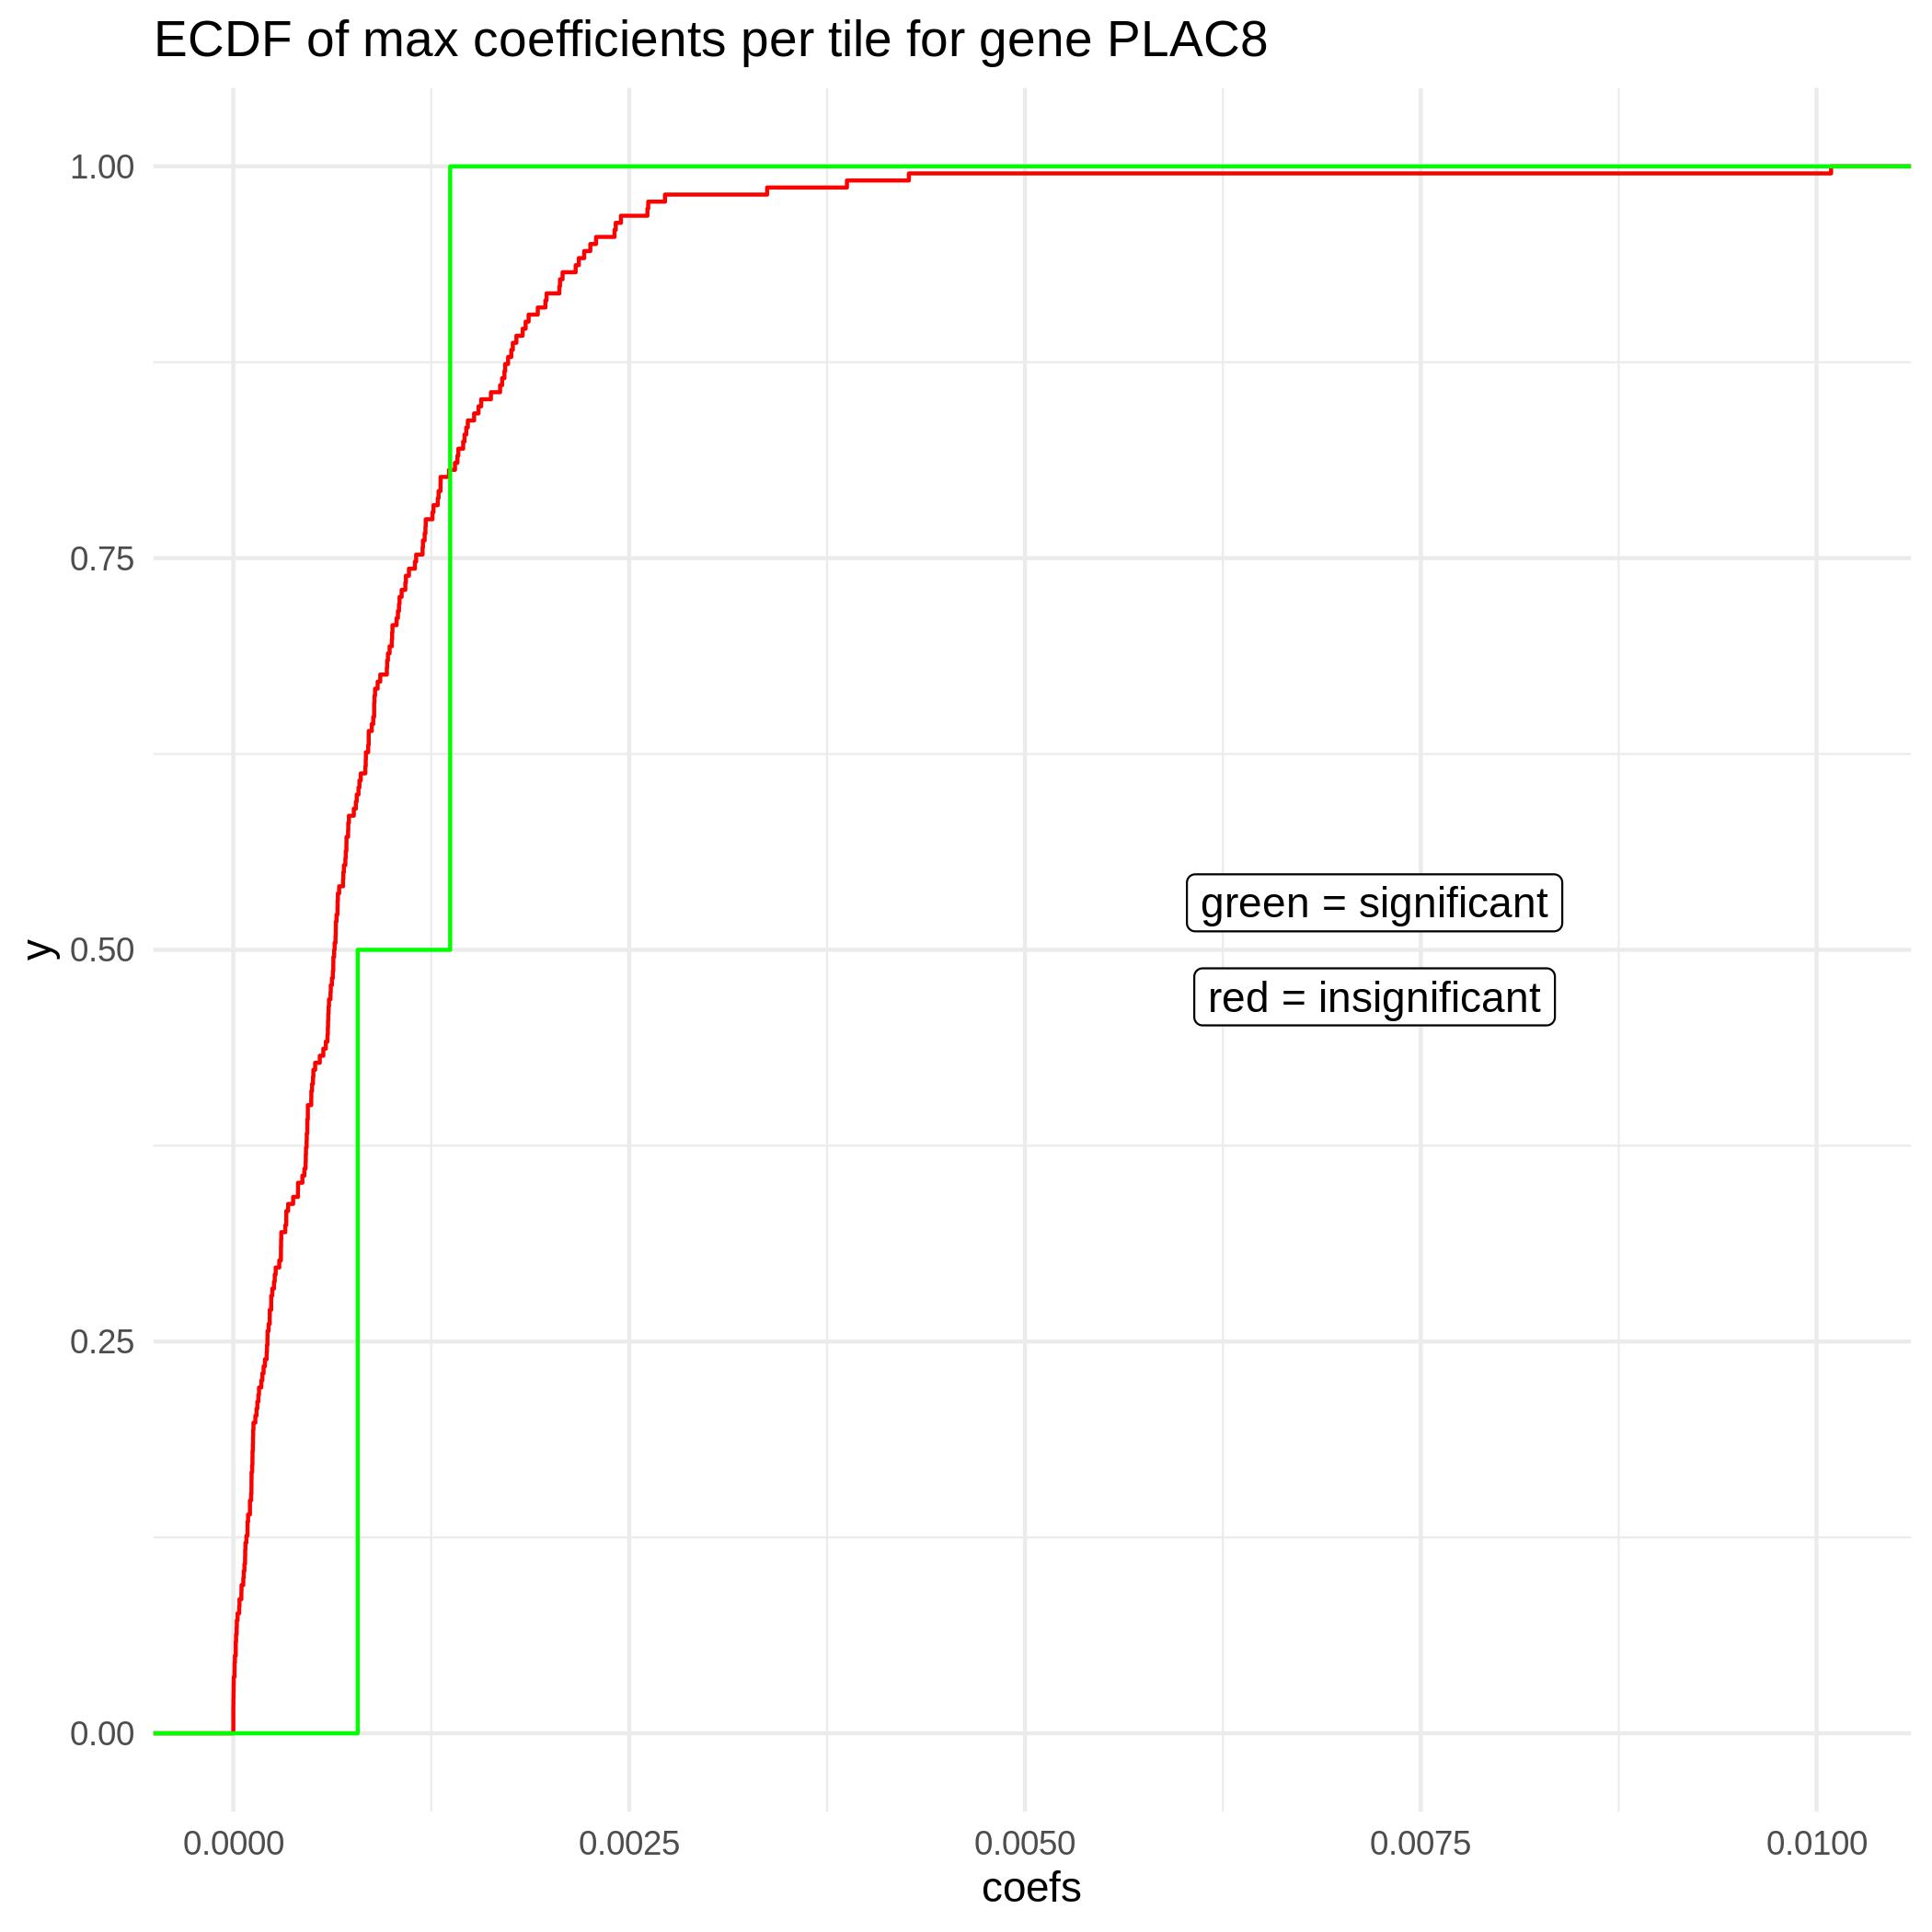 ECDF of max coefficients per tile for gene PLAC8
1.00
0.75
0.50
0.25
0.00
y
green = significant
red = insignificant
0.0000 0.0025 0.0050 0.0075 0.0100
coefs